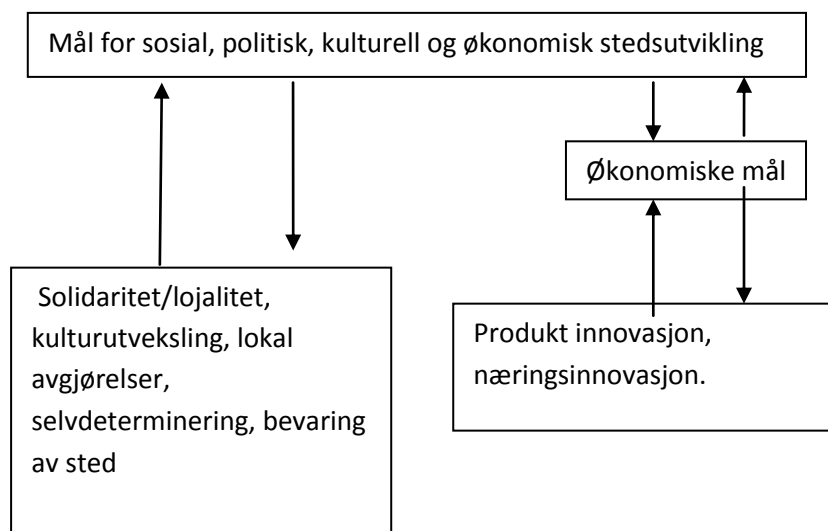 Mål for sosial, politisk, kulturell og økonomisk stedsutvikling
Økonomiske mål
Solidaritet/lojalitet,
kulturutveksling, lokal
avgjørelser,
selvdeterminering, bevaring
av sted
Produkt innovasjon,
næringsinnovasjon.